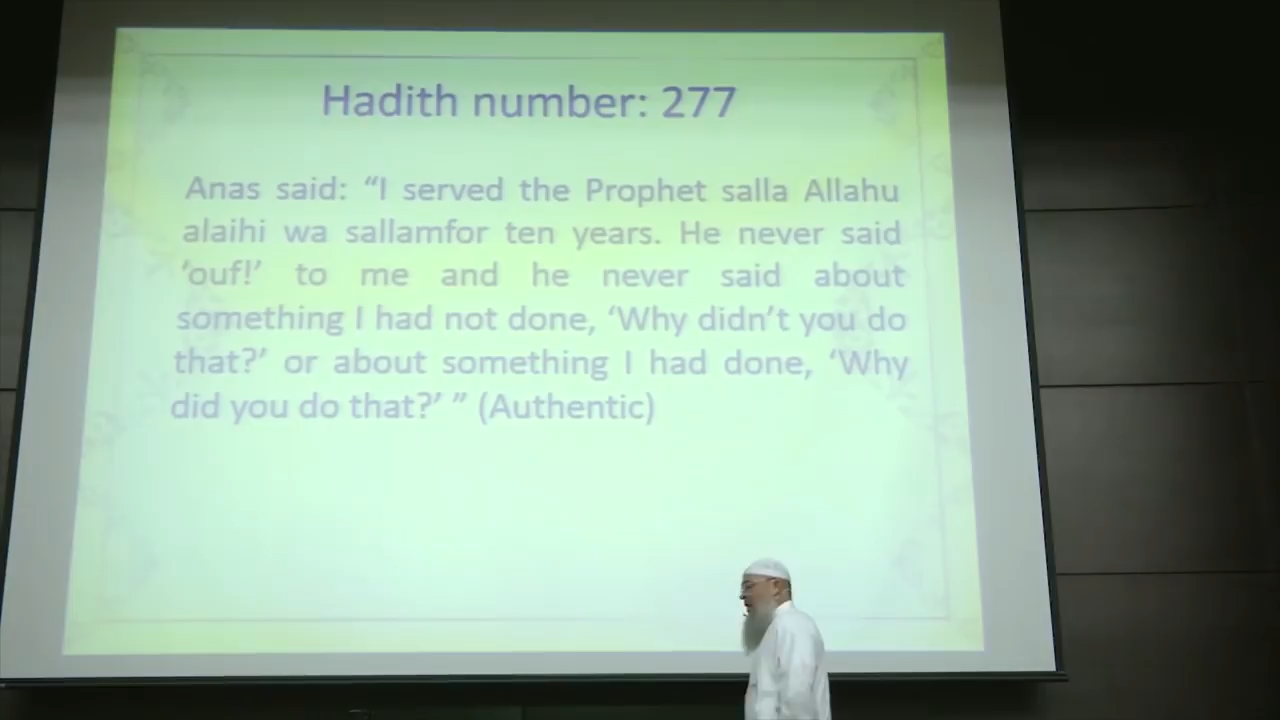 Hadith number: 277
Anas said: “I served the Prophet salla Allahu
alaihi wa sallamfor ten years. He never said
‘ouf!’ to me and he never said about
something I had not done, ‘Why didn’t you do
that?’ or about something I had done, ‘Why
did you do that?’ ” (Authentic)